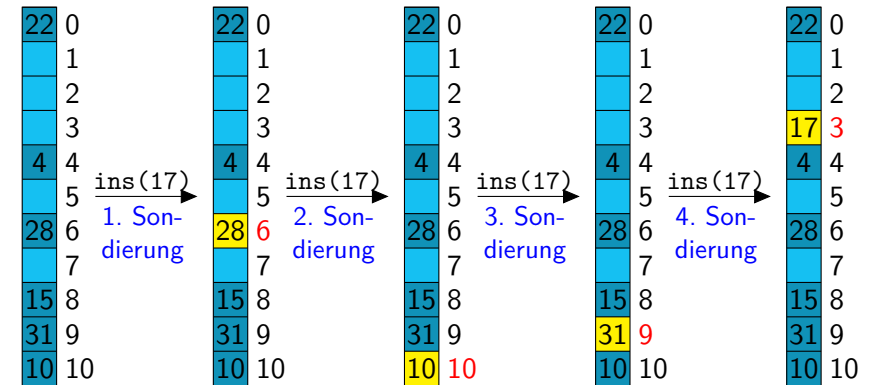 22 0 22 0 22 0 22 0 22 0
1 1 1 1 1
2 2 2 2 2
3 3 3 3 17 3
4 4 4 4 4 4 4 4 4 4
ins(17) ins(17) ins(17) ins(17)
5 5 5 5 5
1. Son- 2. Son- 3. Son- 4. Son-
28 6 28 6 28 6 28 6 28 6
dierung dierung dierung dierung
7 7 7 7 7
15 8 15 8 15 8 15 8 15 8
31 9 31 9 31 9 31 9 31 9
10 10 10 10 10 10 10 10 10 10